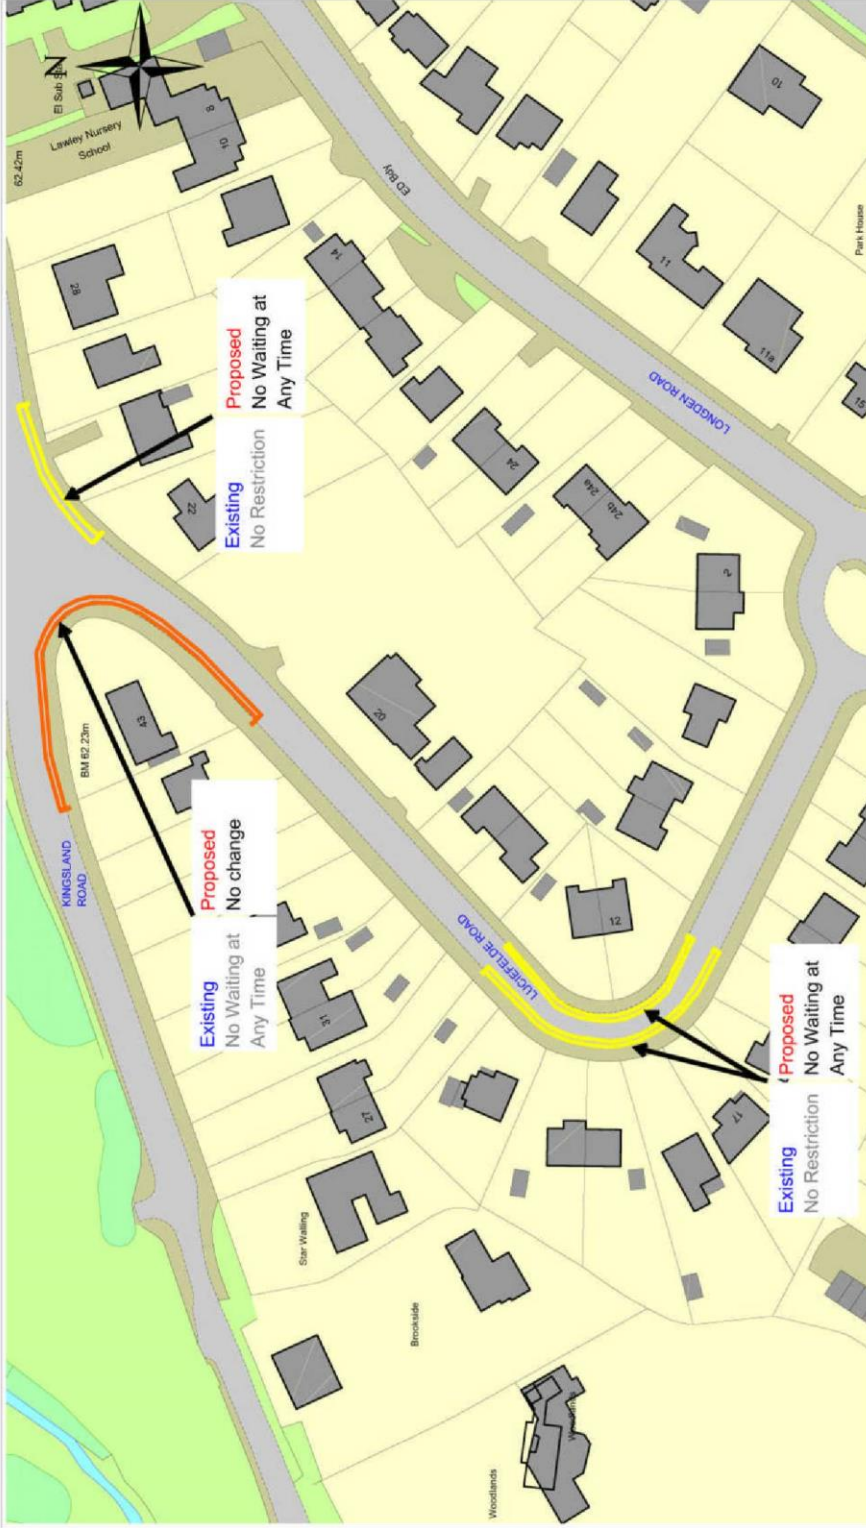 N
El Sub Sta
62.42m
Lawley Nursery
School
8
10
28
14
22
Existing
No Restriction
Proposed
No Waiting at
Any Time
ED Bdy
10
11
11a
15
Park House
LONGDEN ROAD
24
24a
24b
2
20
12
43
BM 62.23m
KINGSLAND
ROAD
Existing
No Waiting at
Any Time
Proposed
No change
LUCIEFELDE ROAD
31
27
17
Star Walling
Brookside
Woodlands
Woodlands
Existing
No Restriction
Proposed
No Waiting at
Any Time